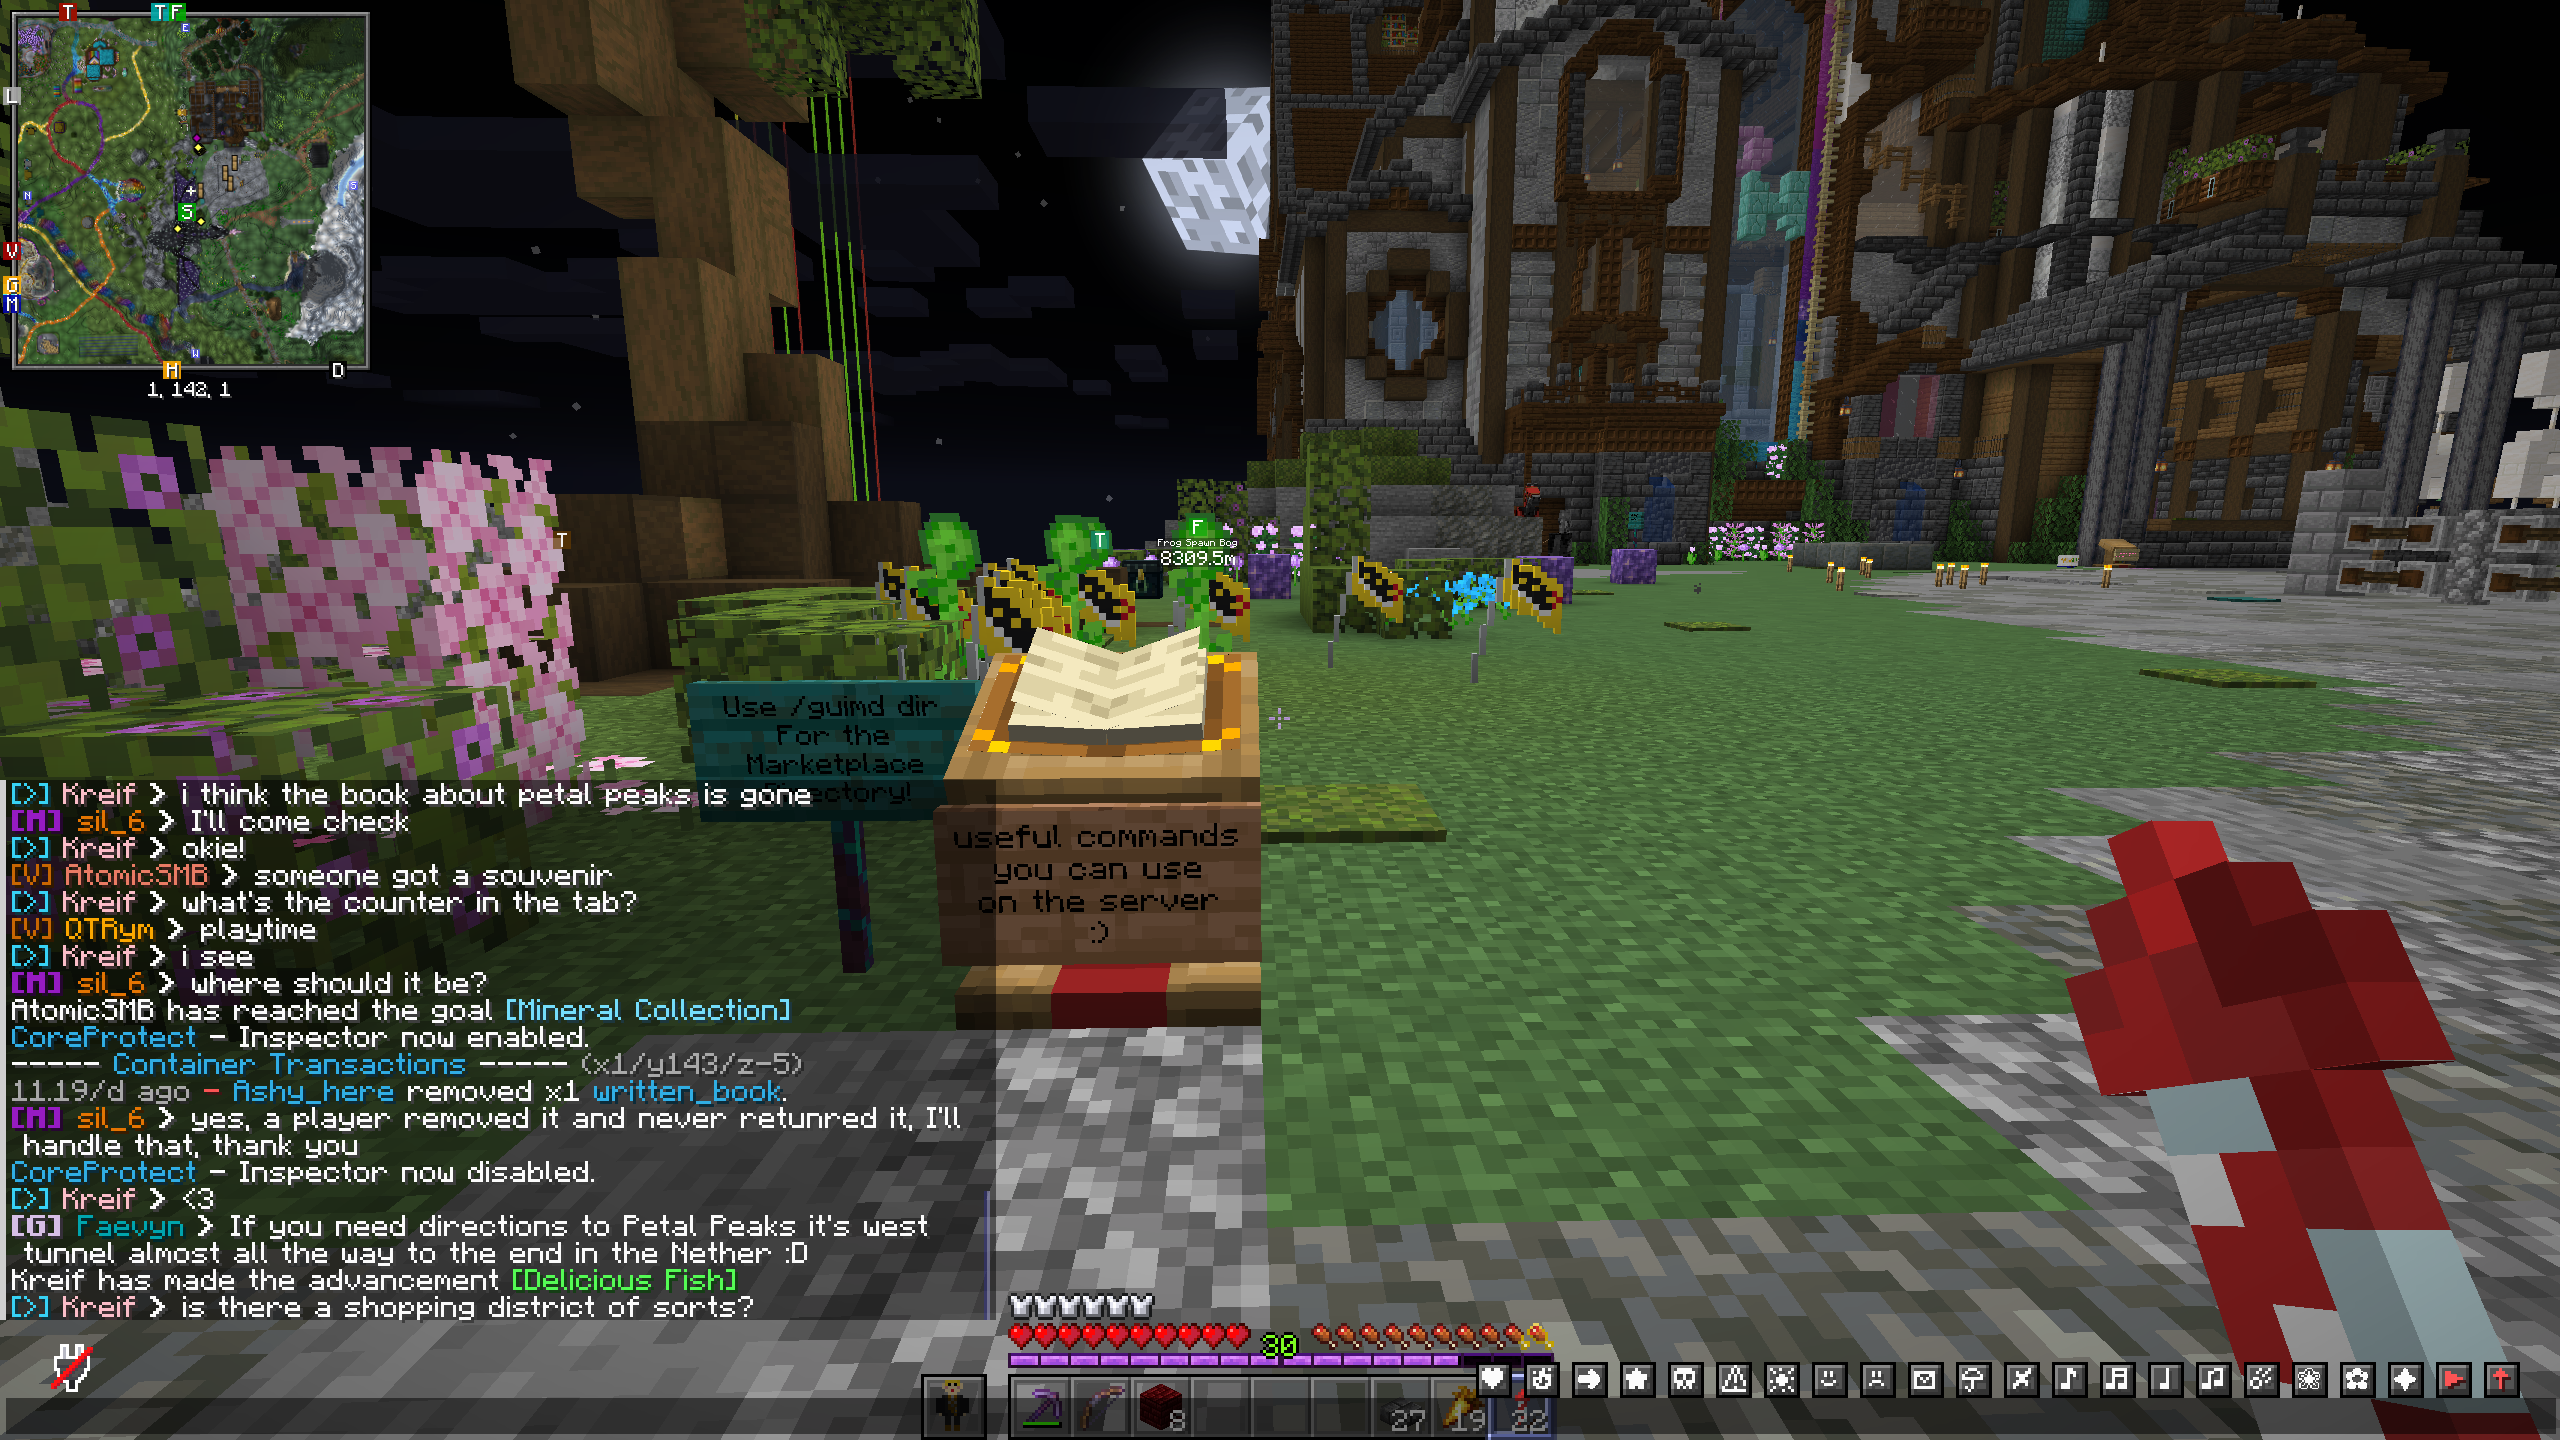 T
T F
E
L
N
S
S
V
G
M
W
H
D
1, 142, 1
T
T
F
Frog Spawn Bog
8309.5m
Use /guimd dir
For the
Marketplace
useful commands
you can use
on the server
:)
[>] Kreif > i think the book about petal peaks is gone
[M] sil_6 > I'll come check
[>] Kreif > okie!
[V] AtomicSMB > someone got a souvenir
[>] Kreif > what's the counter in the tab?
[V] QTRym > playtime
[>] Kreif > i see
[M] sil_6 > where should it be?
AtomicSMB has reached the goal [Mineral Collection]
CoreProtect - Inspector now enabled.
----- Container Transactions ----- (x1/y143/z-5)
11.19/d ago - Ashy_here removed x1 written_book.
[M] sil_6 > yes, a player removed it and never retunred it, I'll
handle that, thank you
CoreProtect - Inspector now disabled.
[>] Kreif > <3
[G] Faevyn > If you need directions to Petal Peaks it's west
tunnel almost all the way to the end in the Nether :D
Kreif has made the advancement [Delicious Fish]
[>] Kreif > is there a shopping district of sorts?
30
8
27
19
22